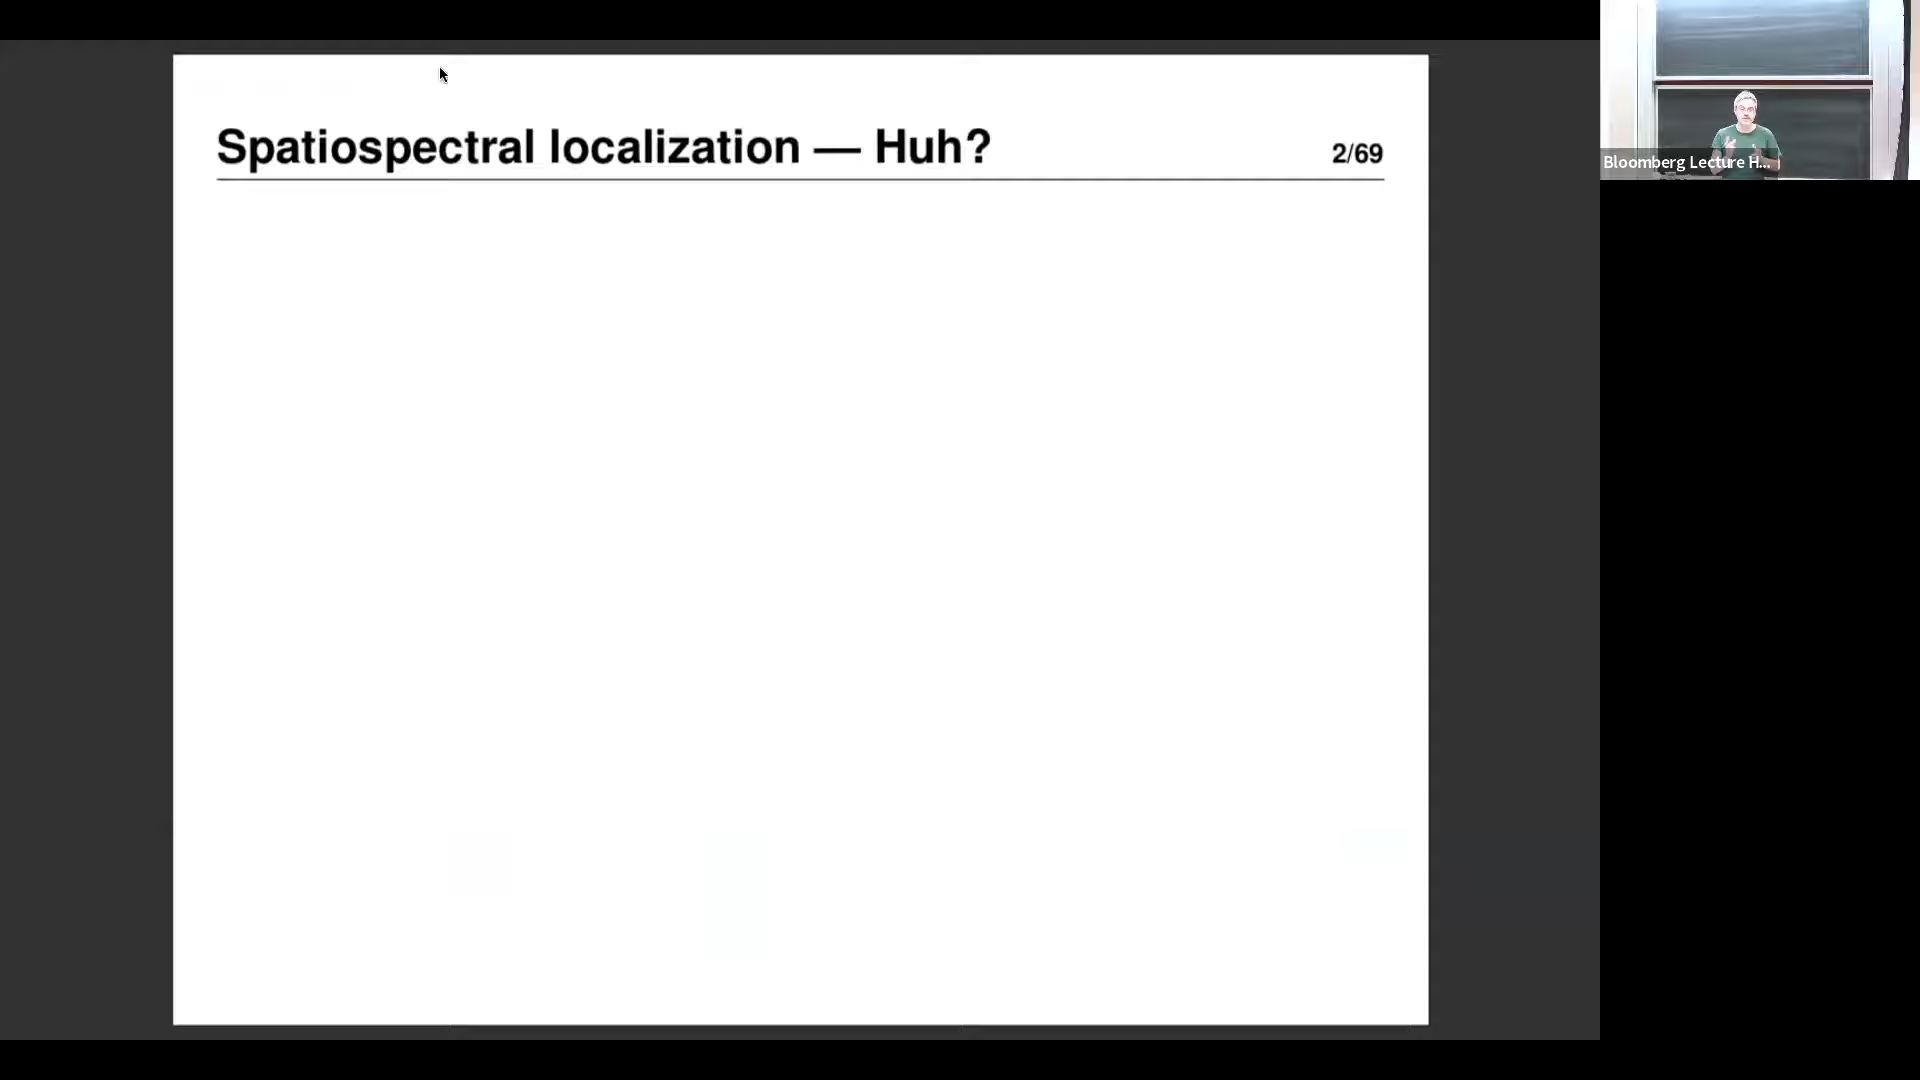 Spatiospectral localization — Huh?
2/69
Bloomberg Lecture H...